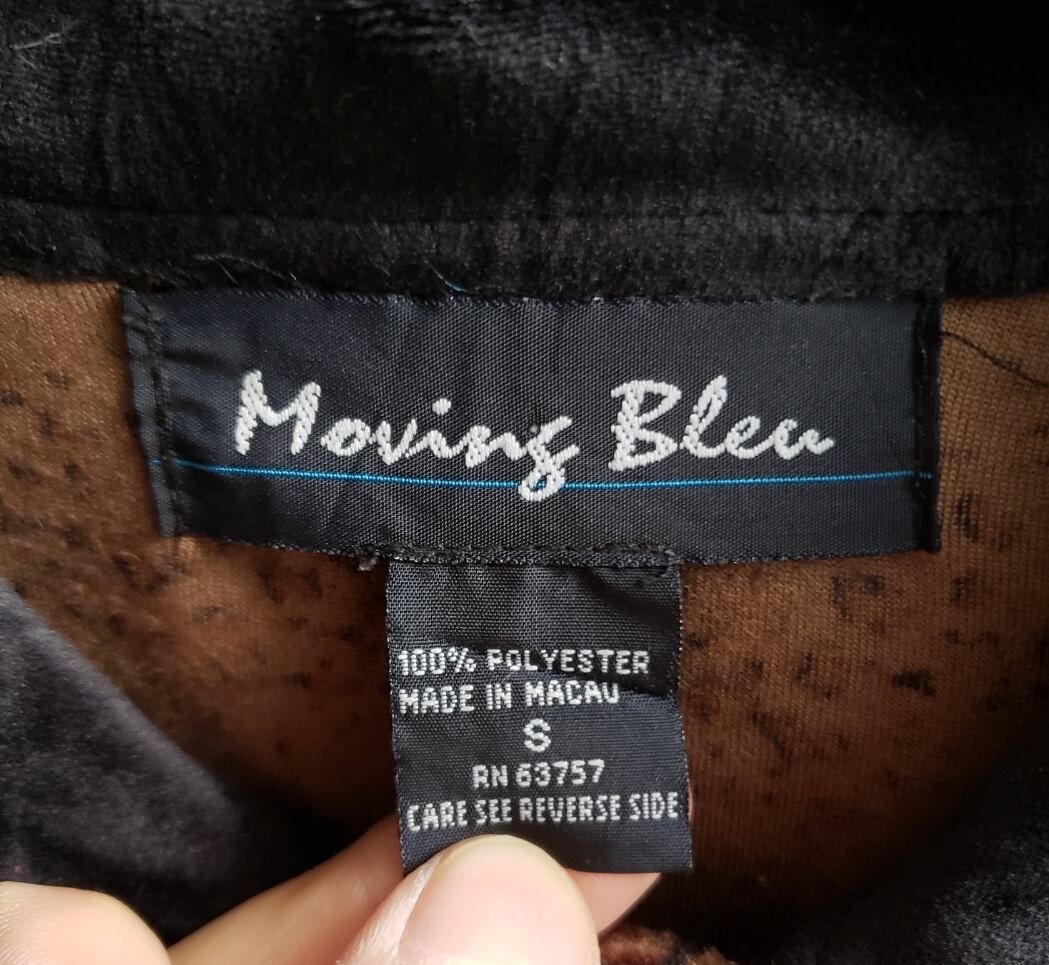 Moving Bleu
100% POLYESTER
MADE IN MACAU
S
RN 63757
CARE SEE REVERSE SIDE